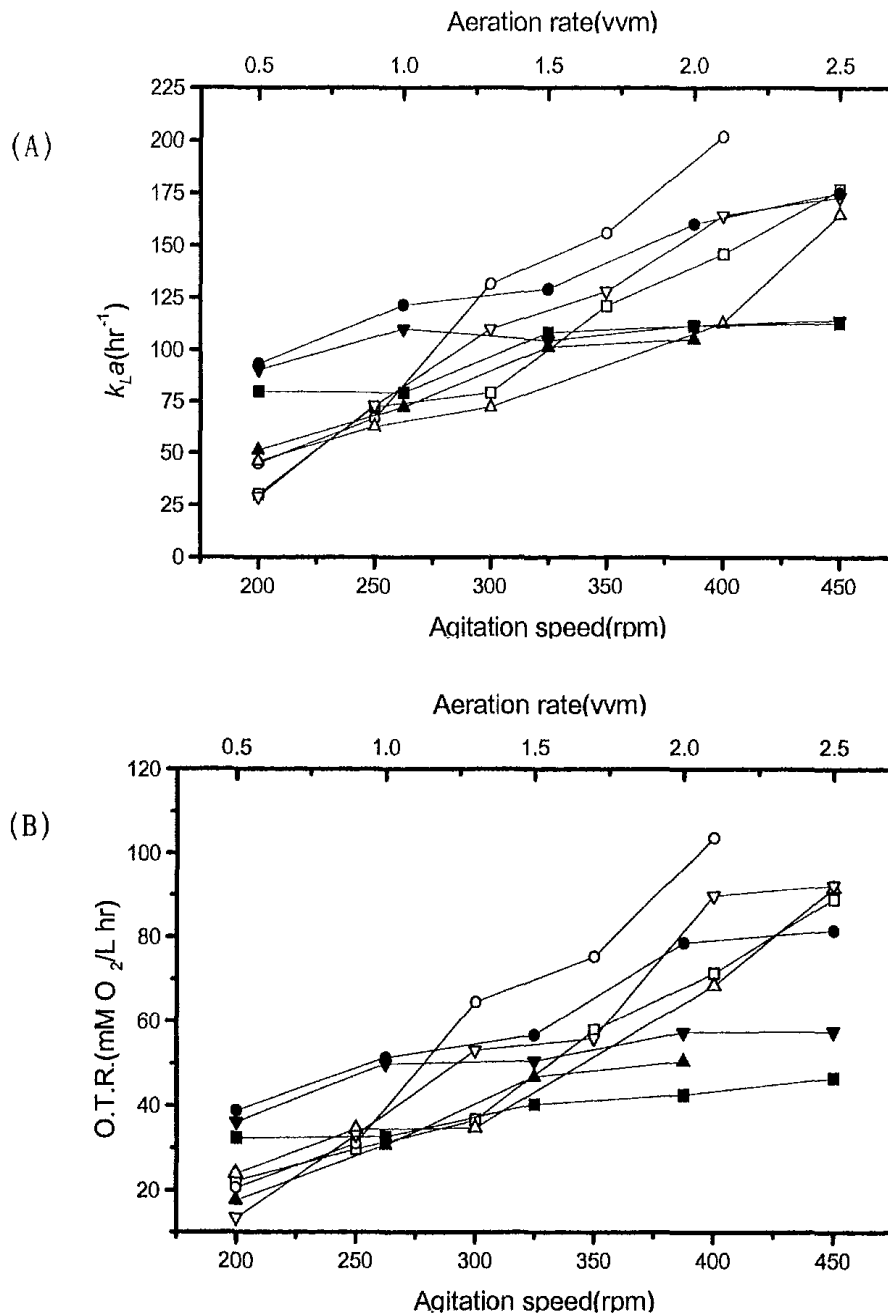 Aeration rate(vvm)
0.5 1.0 1.5 2.0 2.5
(A)
225
200
175
150
125
100
75
50
25
0
k_L a(hr⁻¹)
200 250 300 350 400 450
Agitation speed(rpm)
Aeration rate(vvm)
0.5 1.0 1.5 2.0 2.5
(B)
120
100
80
60
40
20
O.T.R.(mM O₂/L hr)
200 250 300 350 400 450
Agitation speed(rpm)